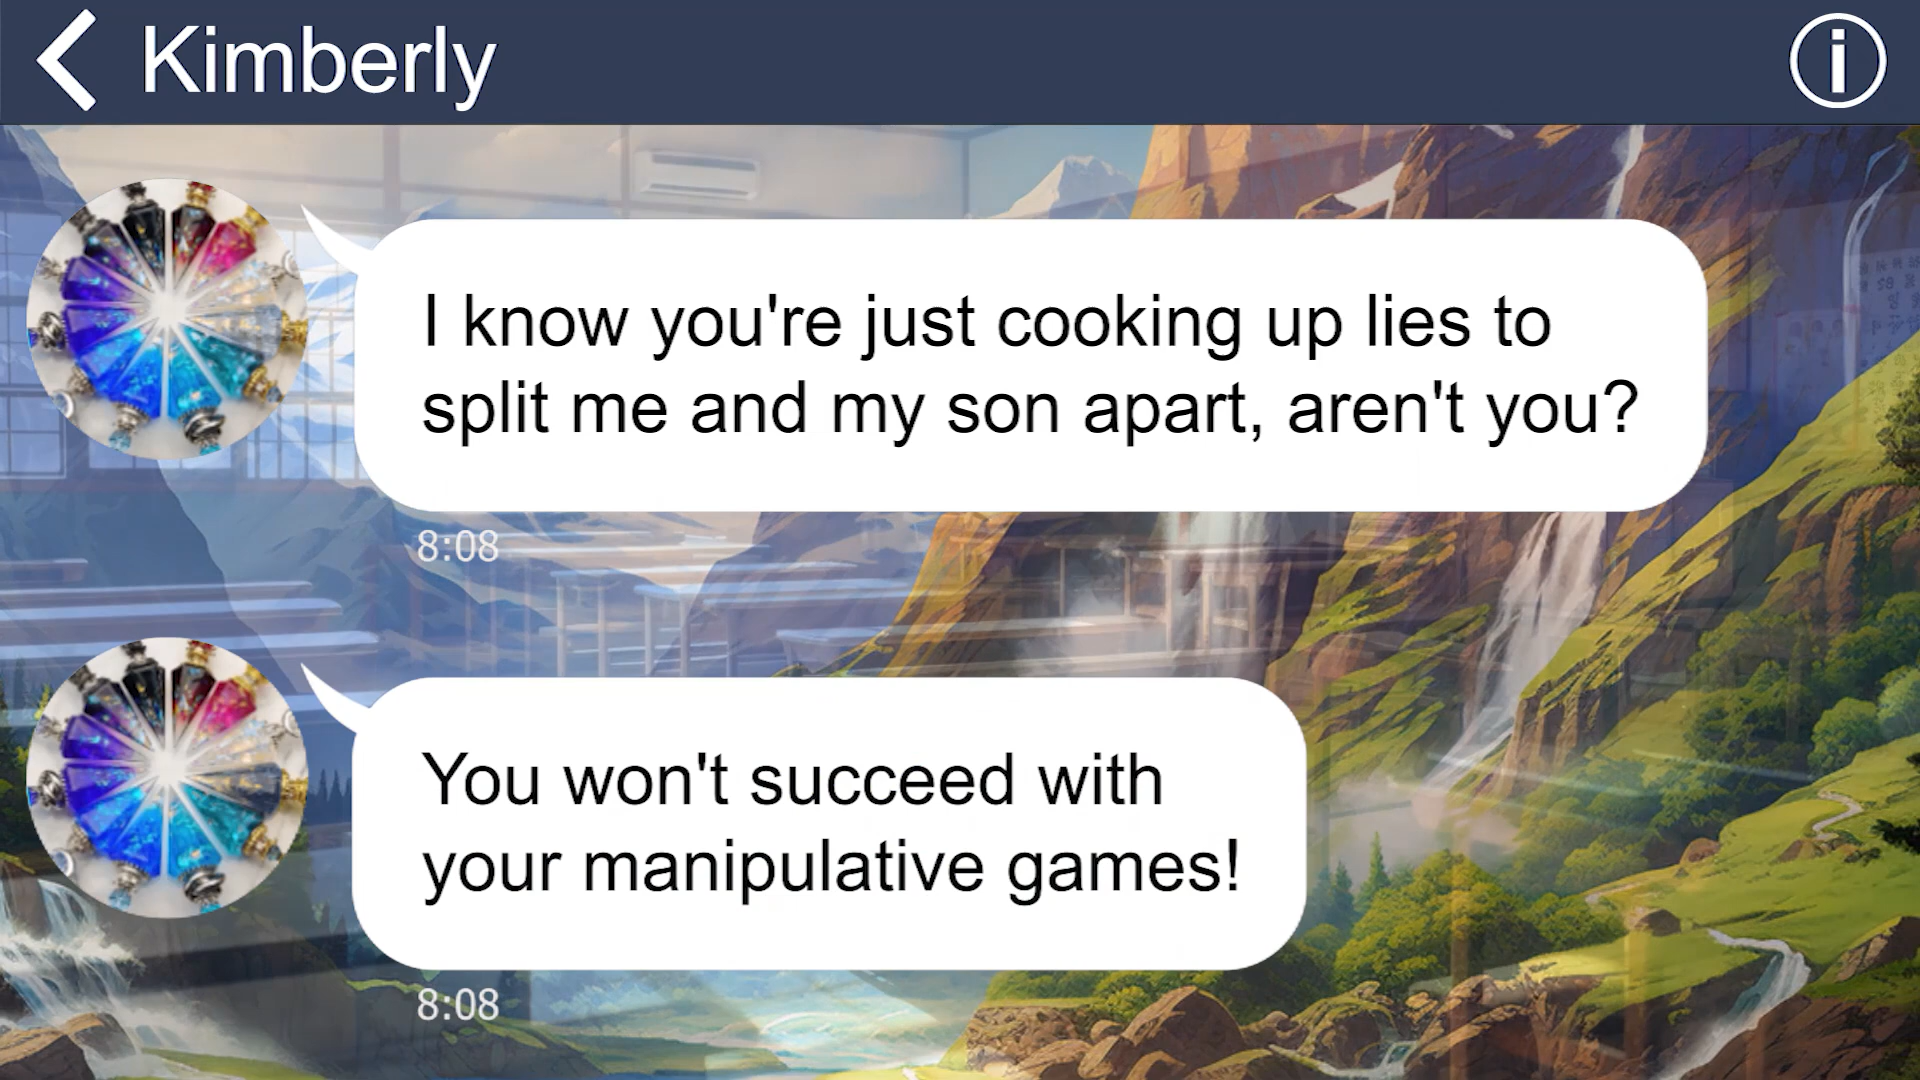 Kimberly
I know you're just cooking up lies to
split me and my son apart, aren't you?
8:08
You won't succeed with
your manipulative games!
8:08